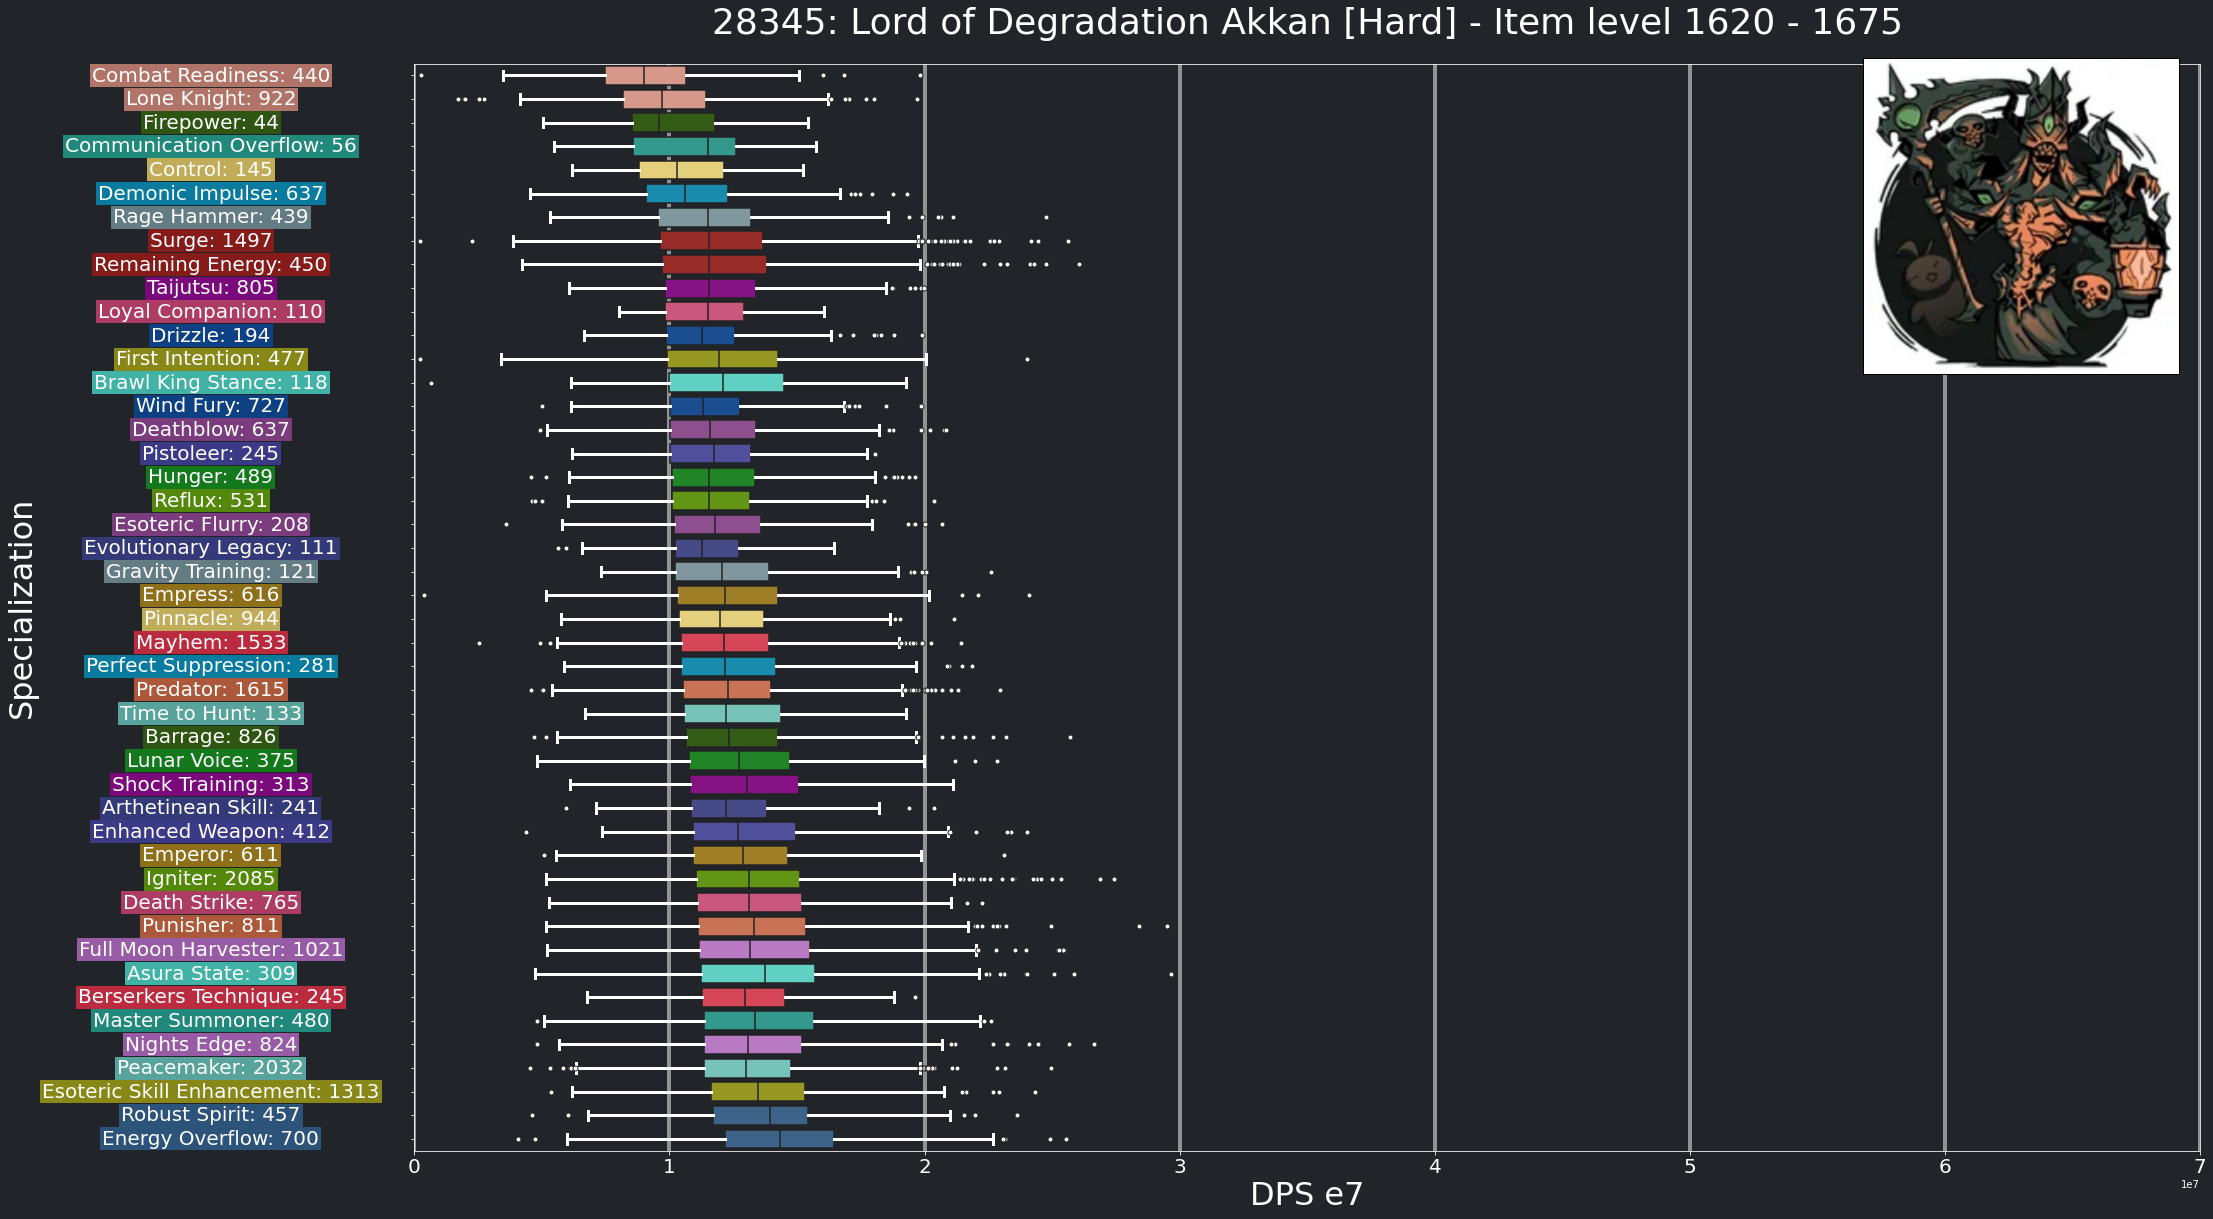 28345: Lord of Degradation Akkan [Hard] - Item level 1620 - 1675
Specialization
Combat Readiness: 440
Lone Knight: 922
Firepower: 44
Communication Overflow: 56
Control: 145
Demonic Impulse: 637
Rage Hammer: 439
Surge: 1497
Remaining Energy: 450
Taijutsu: 805
Loyal Companion: 110
Drizzle: 194
First Intention: 477
Brawl King Stance: 118
Wind Fury: 727
Deathblow: 637
Pistoleer: 245
Hunger: 489
Reflux: 531
Esoteric Flurry: 208
Evolutionary Legacy: 111
Gravity Training: 121
Empress: 616
Pinnacle: 944
Mayhem: 1533
Perfect Suppression: 281
Predator: 1615
Time to Hunt: 133
Barrage: 826
Lunar Voice: 375
Shock Training: 313
Arthetinean Skill: 241
Enhanced Weapon: 412
Emperor: 611
Igniter: 2085
Death Strike: 765
Punisher: 811
Full Moon Harvester: 1021
Asura State: 309
Berserkers Technique: 245
Master Summoner: 480
Nights Edge: 824
Peacemaker: 2032
Esoteric Skill Enhancement: 1313
Robust Spirit: 457
Energy Overflow: 700
0 1 2 3 4 5 6 7
1e7
DPS e7